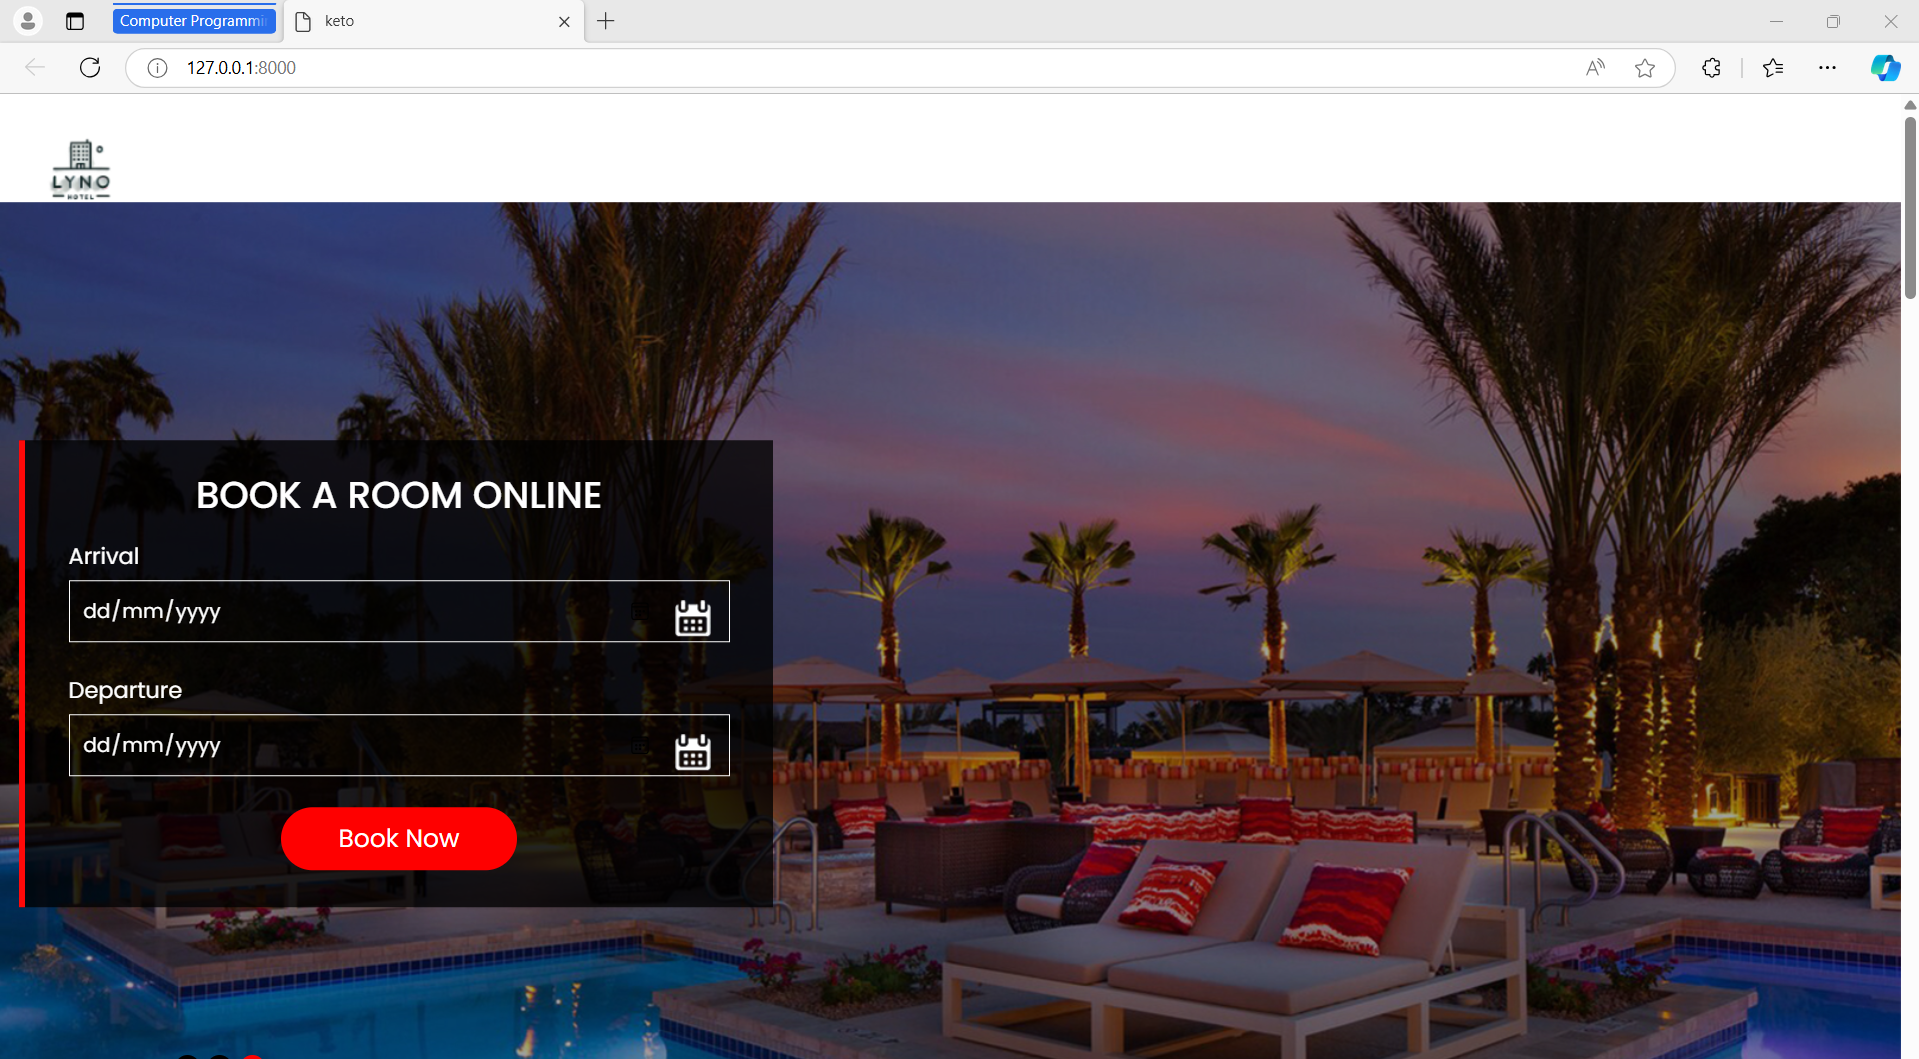 Computer Programmi
keto
127.0.0.1:8000
LYNO
HOTEL
BOOK A ROOM ONLINE
Arrival
dd/mm/yyyy
Departure
dd/mm/yyyy
Book Now